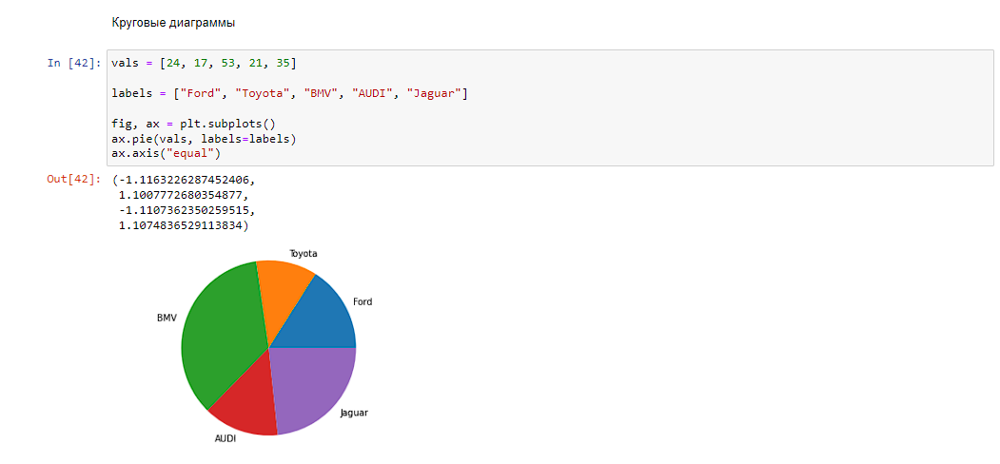 Круговые диаграммы
In [42]: vals = [24, 17, 53, 21, 35]
labels = ["Ford", "Toyota", "BMV", "AUDI", "Jaguar"]
fig, ax = plt.subplots()
ax.pie(vals, labels=labels)
ax.axis("equal")
Out[42]: (-1.1163226287452406,
1.1007772680354877,
-1.1107362350259515,
1.1074836529113834)
Toyota
Ford
BMV
Jaguar
AUDI